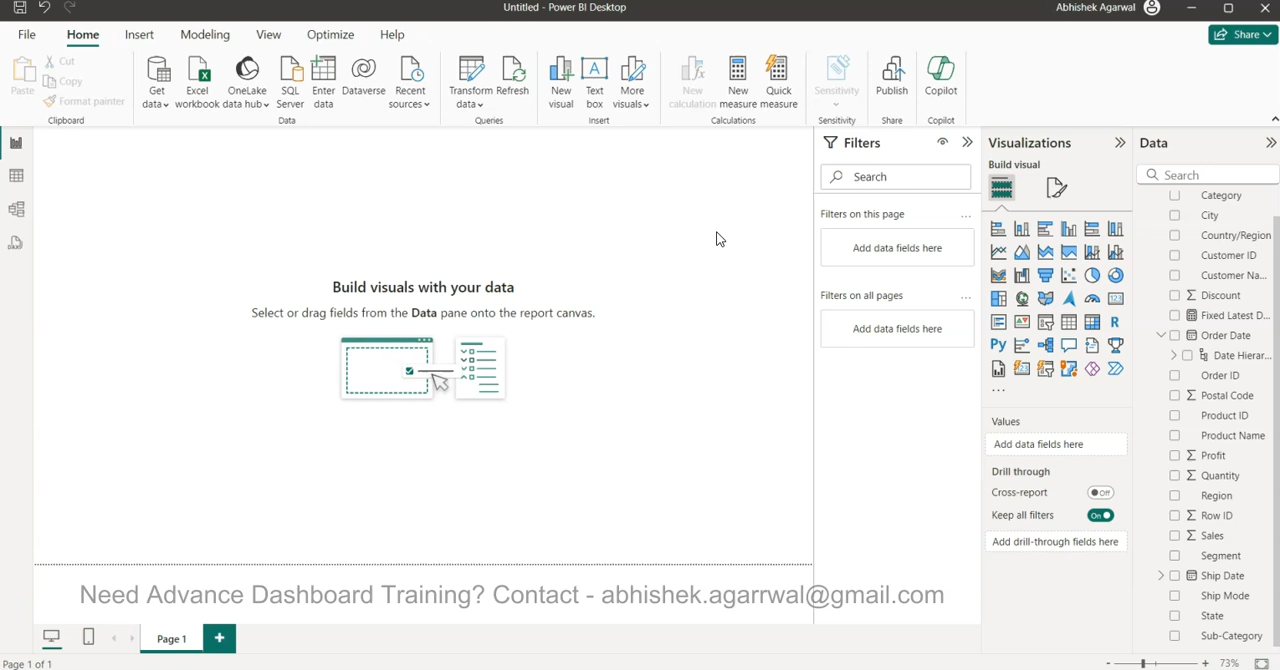 Untitled - Power BI Desktop
Abhishek Agarwal
File
Home
Insert
Modeling
View
Optimize
Help
Share
Paste
Cut
Copy
Format painter
Clipboard
Get data
Excel workbook
OneLake data hub
SQL Server
Enter data
Dataverse
Recent sources
Data
Transform data
Refresh
Queries
New visual
Text box
More visuals
Insert
New calculation
New measure
Quick measure
Calculations
Sensitivity
Sensitivity
Publish
Share
Copilot
Copilot
Build visuals with your data
Select or drag fields from the Data pane onto the report canvas.
Filters
Search
Filters on this page
...
Add data fields here
Filters on all pages
...
Add data fields here
Visualizations
Build visual
R
Py
...
Values
Add data fields here
Drill through
Cross-report
Off
Keep all filters
On
Add drill-through fields here
Data
Search
Category
City
Country/Region
Customer ID
Customer Na...
Discount
Fixed Latest D...
Order Date
Date Hierar...
Order ID
Postal Code
Product ID
Product Name
Profit
Quantity
Region
Row ID
Sales
Segment
Ship Date
Ship Mode
State
Sub-Category
Need Advance Dashboard Training? Contact - abhishek.agarrwal@gmail.com
Page 1
Page 1 of 1
73%